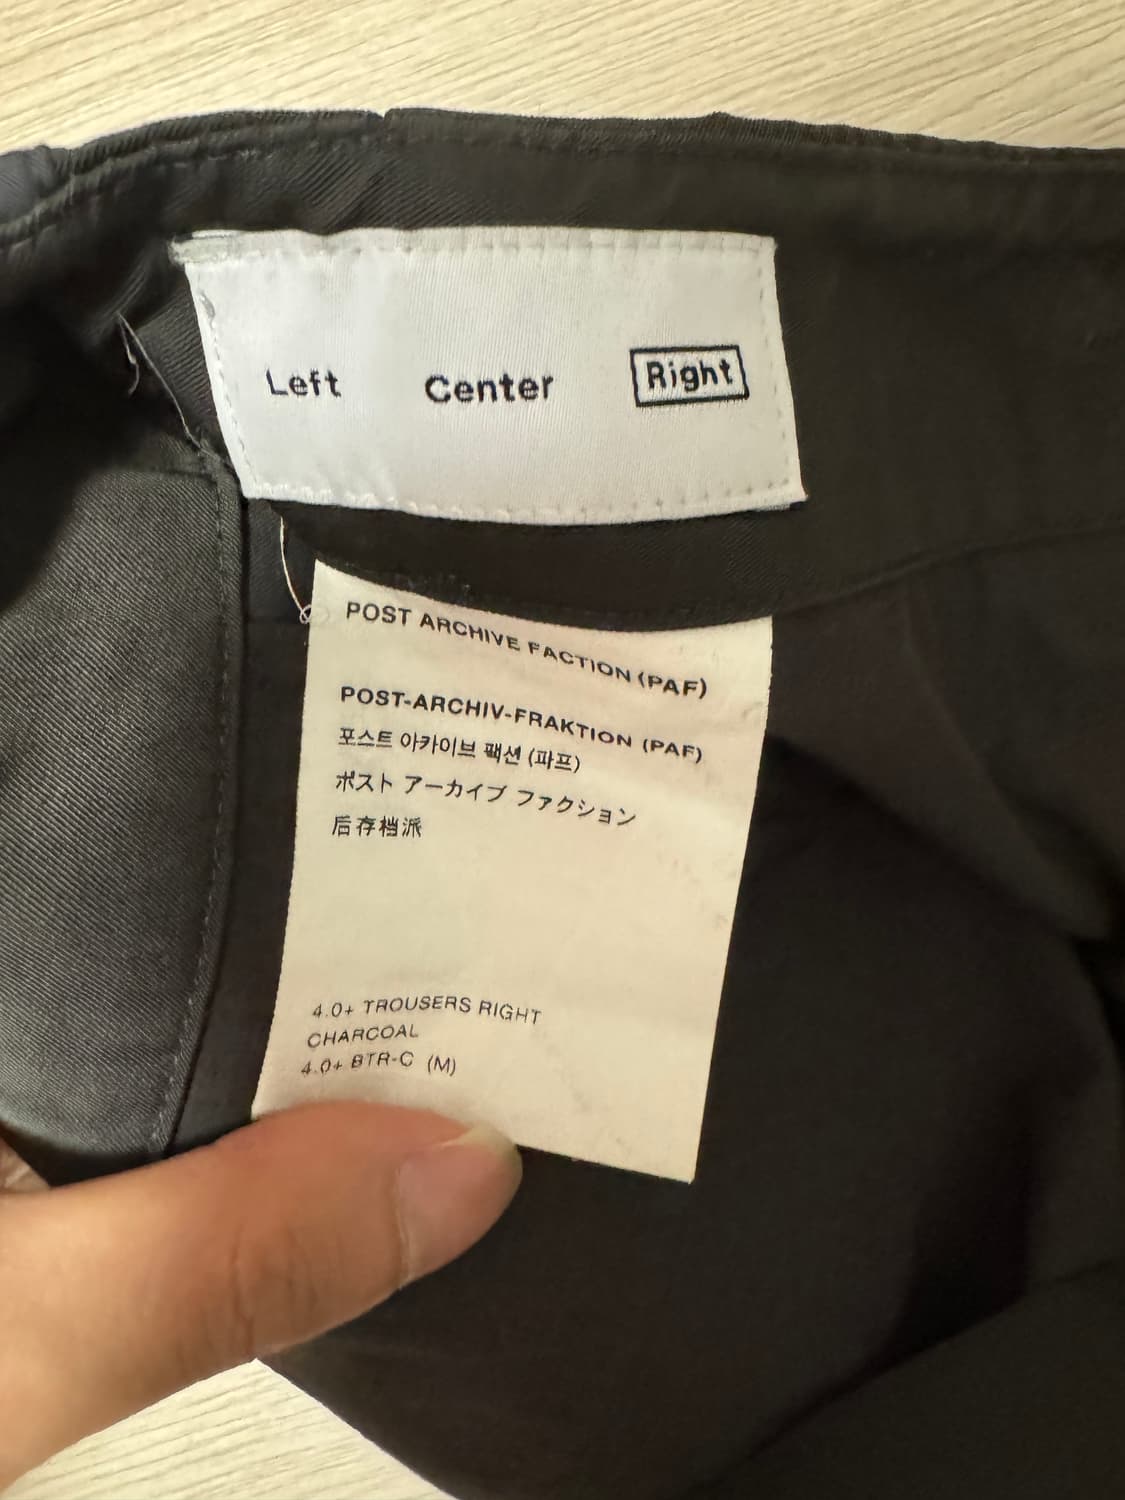 Left Center Right
POST ARCHIVE FACTION (PAF)
POST-ARCHIV-FRAKTION (PAF)
포스트 아카이브 팩션 (파프)
ポスト アーカイブ ファクション
后存档派
4.0+ TROUSERS RIGHT
CHARCOAL
4.0+ BTR-C (M)